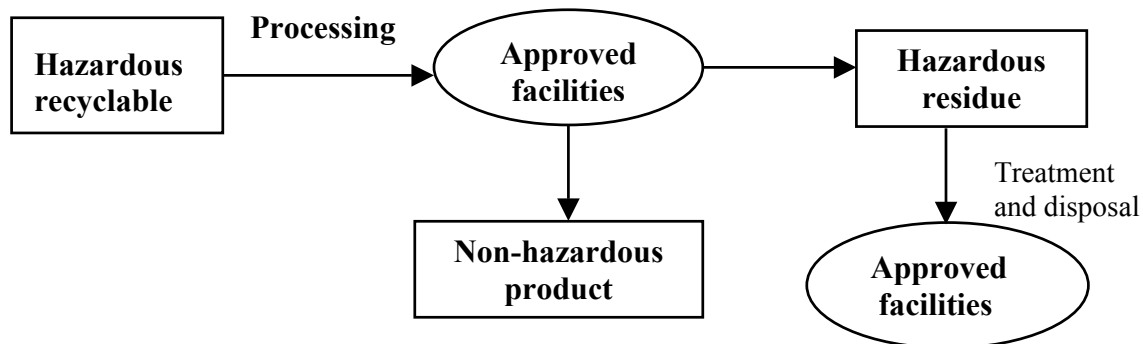 Processing
Hazardous
recyclable
Approved
facilities
Hazardous
residue
Treatment
and disposal
Non-hazardous
product
Approved
facilities